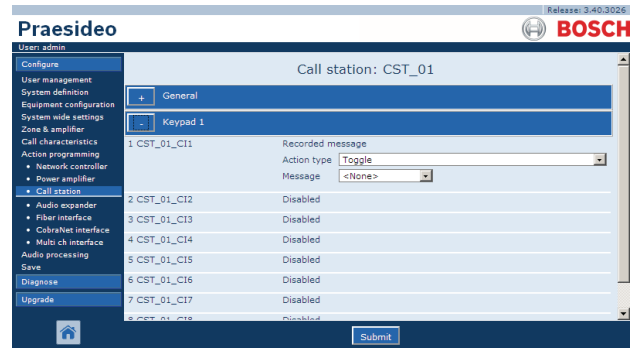 Release: 3.40.3026
Praesideo
BOSCH
User: admin
Configure
User management
System definition
Equipment configuration
System wide settings
Zone & amplifier
Call characteristics
Action programming
• Network controller
• Power amplifier
• Call station
• Audio expander
• Fiber interface
• CobraNet interface
• Multi ch interface
Audio processing
Save
Diagnose
Upgrade
Call station: CST_01
+ General
- Keypad 1
1 CST_01_CI1 Recorded message
Action type Toggle
Message <None>
2 CST_01_CI2 Disabled
3 CST_01_CI3 Disabled
4 CST_01_CI4 Disabled
5 CST_01_CI5 Disabled
6 CST_01_CI6 Disabled
7 CST_01_CI7 Disabled
8 CST_01_CI8 Disabled
Submit